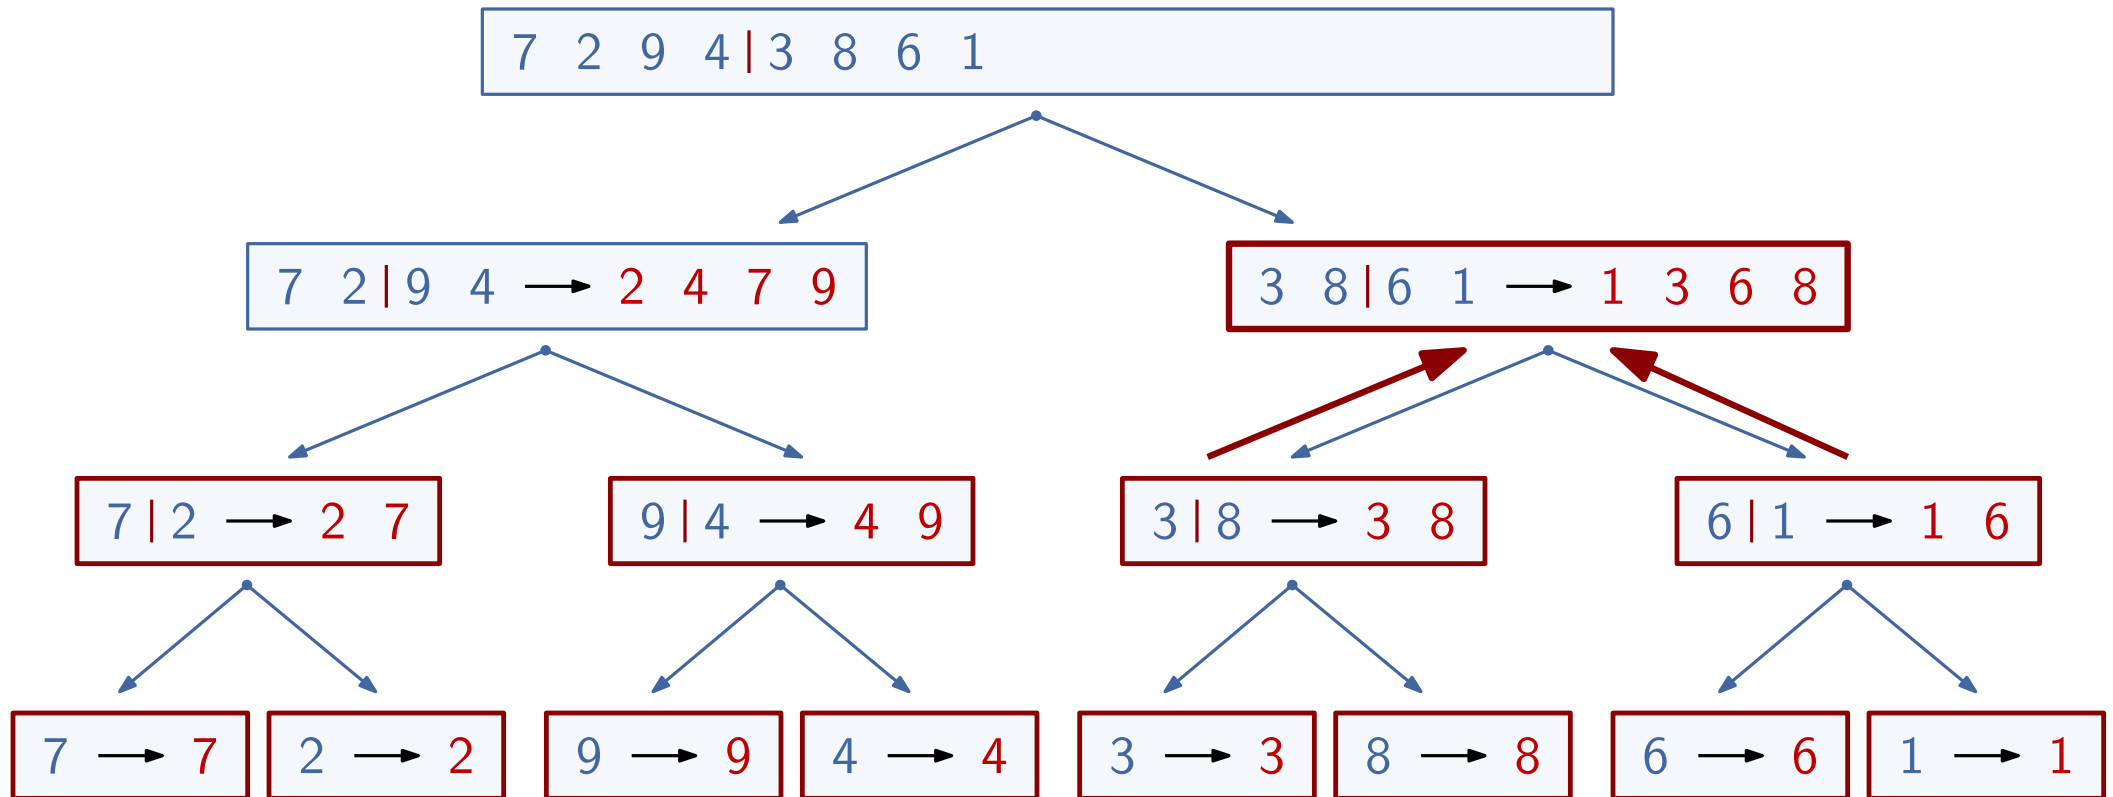 7 2 9 4|3 8 6 1
7 2|9 4 → 2 4 7 9
3 8|6 1 → 1 3 6 8
7|2 → 2 7
9|4 → 4 9
3|8 → 3 8
6|1 → 1 6
7 → 7
2 → 2
9 → 9
4 → 4
3 → 3
8 → 8
6 → 6
1 → 1